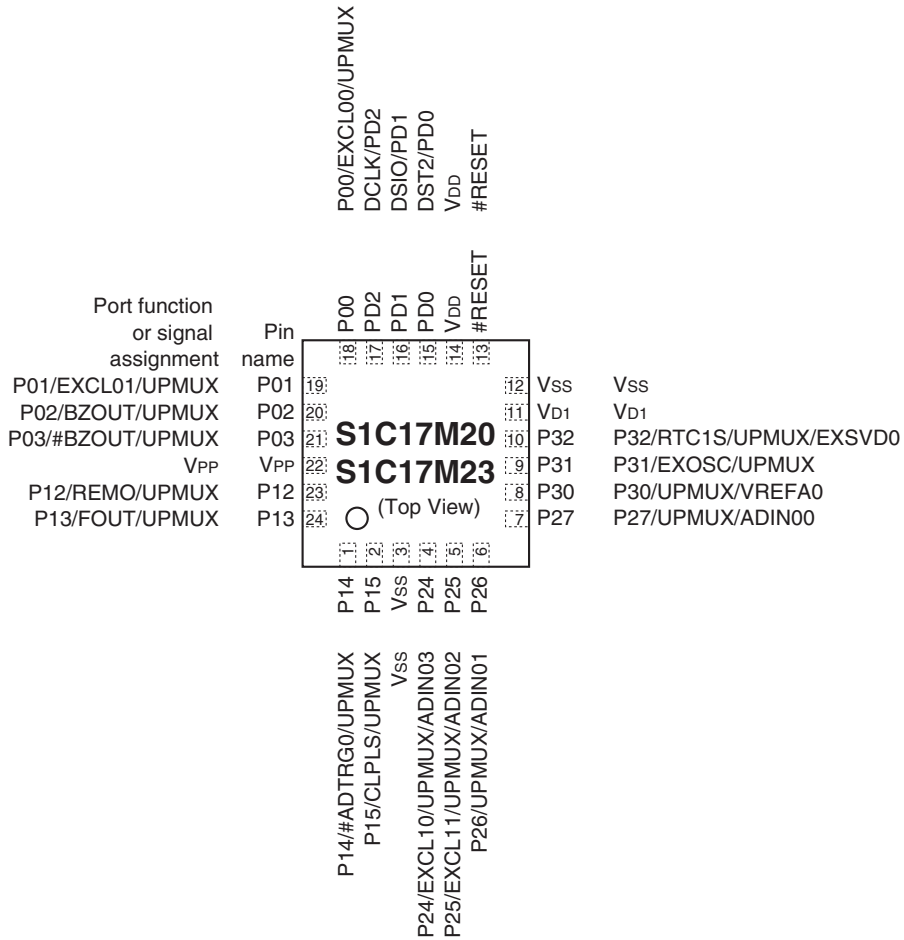 P00/EXCL00/UPMUX
DCLK/PD2
DSIO/PD1
DST2/PD0
VDD
#RESET
P00
PD2
PD1
PD0
VDD
#RESET
Port function
or signal
assignment
Pin
name
18
17
16
15
14
13
P01/EXCL01/UPMUX P01 19
P02/BZOUT/UPMUX P02 20
P03/#BZOUT/UPMUX P03 21
VPP VPP 22
P12/REMO/UPMUX P12 23
P13/FOUT/UPMUX P13 24
S1C17M20
S1C17M23
(Top View)
12 VSS VSS
11 VD1 VD1
10 P32 P32/RTC1S/UPMUX/EXSVD0
9 P31 P31/EXOSC/UPMUX
8 P30 P30/UPMUX/VREFA0
7 P27 P27/UPMUX/ADIN00
1
2
3
4
5
6
P14
P15
VSS
P24
P25
P26
P14/#ADTRG0/UPMUX
P15/CLPLS/UPMUX
VSS
P24/EXCL10/UPMUX/ADIN03
P25/EXCL11/UPMUX/ADIN02
P26/UPMUX/ADIN01